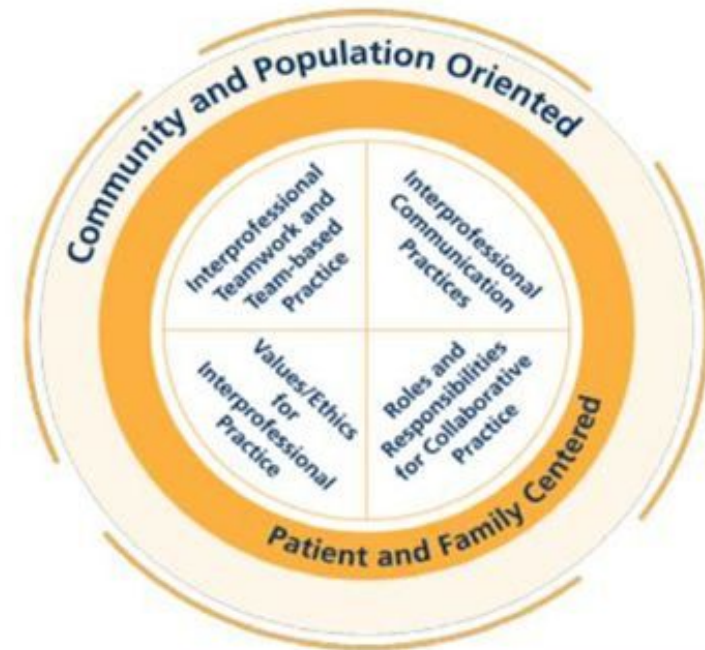 Community and Population Oriented
Interprofessional
Teamwork and
Team-based
Practice
Interprofessional
Communication
Practices
Values/Ethics
for
Interprofessional
Practice
Roles and
Responsibilities
for Collaborative
Practice
Patient and Family Centered